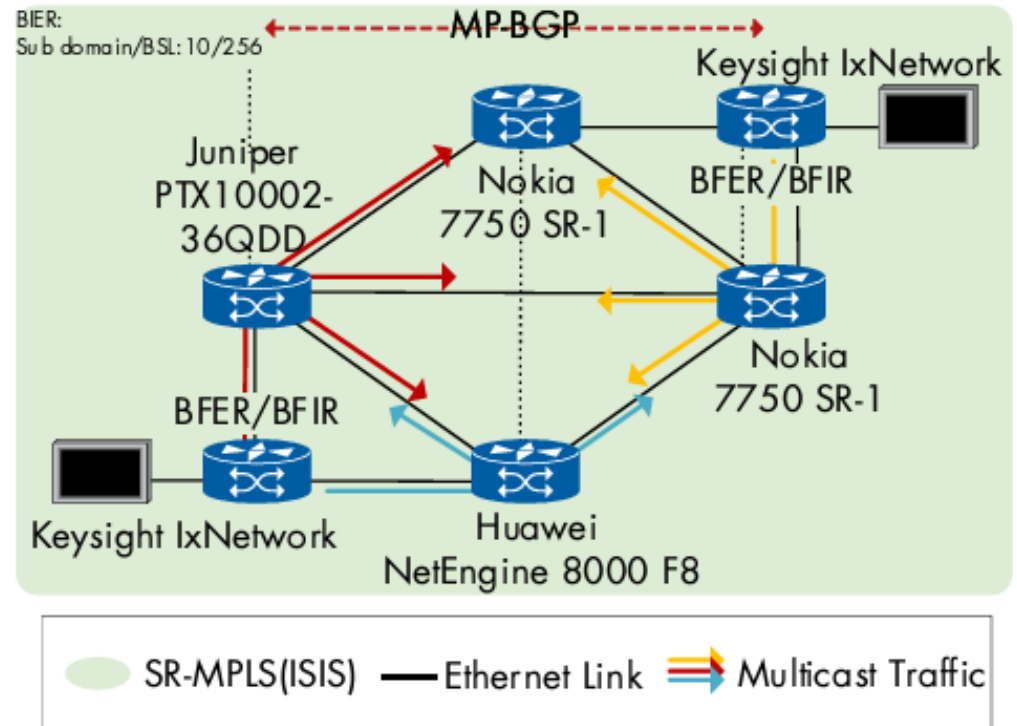 BIER:
Sub domain/BSL: 10/256
MP-BGP
Keysight IxNetwork
Juniper
PTX10002-
36QDD
Nokia
7750 SR-1
BFER/BFIR
Nokia
7750 SR-1
BFER/BFIR
Keysight IxNetwork
Huawei
NetEngine 8000 F8
SR-MPLS(ISIS)
Ethernet Link
Multicast Traffic